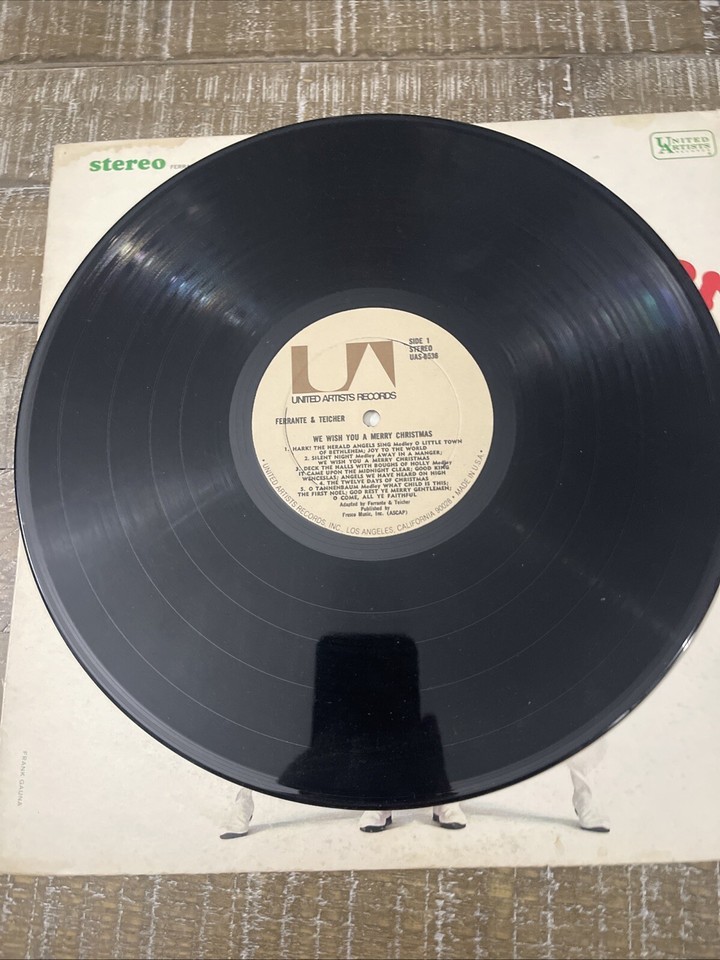 stereo
UNITED
ARTISTS
UA
SIDE 1
STEREO
UAS-6536
UNITED ARTISTS RECORDS
FERRANTE & TEICHER
WE WISH YOU A MERRY CHRISTMAS
1. HARK! THE HERALD ANGELS SING Medley O LITTLE TOWN
OF BETHLEHEM; JOY TO THE WORLD
2. SILENT NIGHT Medley AWAY IN A MANGER;
WE WISH YOU A MERRY CHRISTMAS
3. DECK THE HALLS WITH BOUGHS OF HOLLY Medley
IT CAME UPON THE MIDNIGHT CLEAR; GOOD KING
WENCESLAS; ANGELS WE HAVE HEARD ON HIGH
4. THE TWELVE DAYS OF CHRISTMAS
5. O TANNENBAUM Medley WHAT CHILD IS THIS;
THE FIRST NOEL; GOD REST YE MERRY GENTLEMEN;
O COME, ALL YE FAITHFUL
Adapted by Ferrante & Teicher
Published by
Music, Inc. (ASCAP)
• UNITED ARTISTS RECORDS, INC., LOS ANGELES, CALIFORNIA 90028 • MADE IN U.S.A. •
FRANK GAUNA